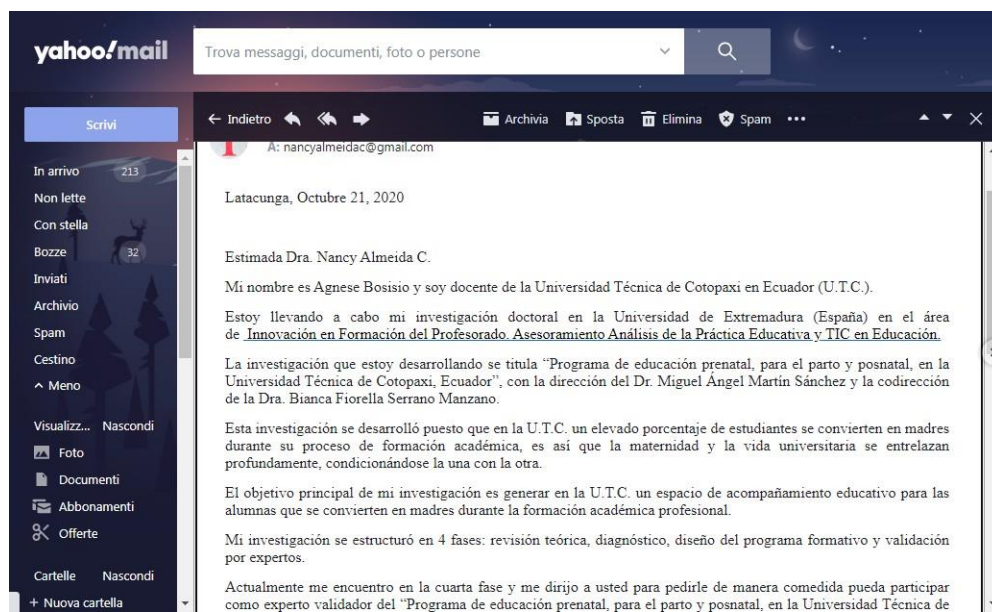 yahoo!mail
Trova messaggi, documenti, foto o persone
Scrivi
In arrivo 213
Non lette
Con stella
Bozze 32
Inviati
Archivio
Spam
Cestino
Meno
Visualizz... Nascondi
Foto
Documenti
Abbonamenti
Offerte
Cartelle Nascondi
+ Nuova cartella
Indietro Archivia Sposta Elimina Spam
A: nancyalmeidac@gmail.com
Latacunga, Octubre 21, 2020
Estimada Dra. Nancy Almeida C.
Mi nombre es Agnese Bosisio y soy docente de la Universidad Técnica de Cotopaxi en Ecuador (U.T.C.).
Estoy llevando a cabo mi investigación doctoral en la Universidad de Extremadura (España) en el área
de Innovación en Formación del Profesorado. Asesoramiento Análisis de la Práctica Educativa y TIC en Educación.
La investigación que estoy desarrollando se titula “Programa de educación prenatal, para el parto y posnatal, en la
Universidad Técnica de Cotopaxi, Ecuador”, con la dirección del Dr. Miguel Ángel Martín Sánchez y la codirección
de la Dra. Bianca Fiorella Serrano Manzano.
Esta investigación se desarrolló puesto que en la U.T.C. un elevado porcentaje de estudiantes se convierten en madres
durante su proceso de formación académica, es así que la maternidad y la vida universitaria se entrelazan
profundamente, condicionándose la una con la otra.
El objetivo principal de mi investigación es generar en la U.T.C. un espacio de acompañamiento educativo para las
alumnas que se convierten en madres durante la formación académica profesional.
Mi investigación se estructuró en 4 fases: revisión teórica, diagnóstico, diseño del programa formativo y validación
por expertos.
Actualmente me encuentro en la cuarta fase y me dirijo a usted para pedirle de manera comedida pueda participar
como experto validador del “Programa de educación prenatal, para el parto y posnatal, en la Universidad Técnica de